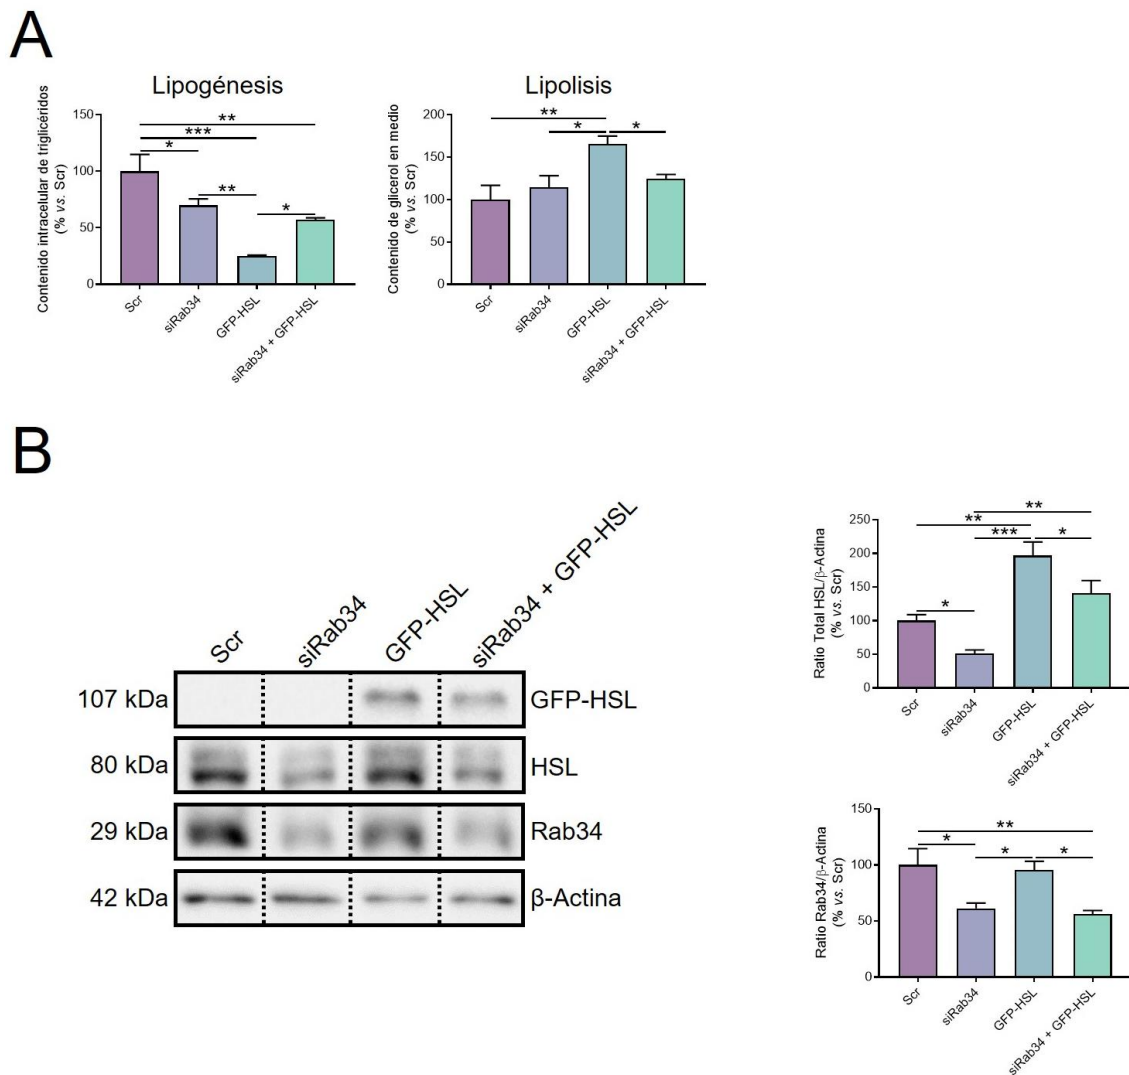 A
Lipogénesis
Contenido intracelular de triglicéridos
(% vs. Scr)
150
100
50
0
**
***
*
**
*
Scr
siRab34
GFP-HSL
siRab34 + GFP-HSL
Lipolisis
Contenido de glicerol en medio
(% vs. Scr)
200
150
100
50
0
**
*
*
Scr
siRab34
GFP-HSL
siRab34 + GFP-HSL
B
Scr
siRab34
GFP-HSL
siRab34 + GFP-HSL
107 kDa
GFP-HSL
80 kDa
HSL
29 kDa
Rab34
42 kDa
β-Actina
Ratio Total HSL/β-Actina
(% vs. Scr)
250
200
150
100
50
0
**
**
***
*
*
Scr
siRab34
GFP-HSL
siRab34 + GFP-HSL
Ratio Rab34/β-Actina
(% vs. Scr)
150
100
50
0
**
*
*
*
Scr
siRab34
GFP-HSL
siRab34 + GFP-HSL